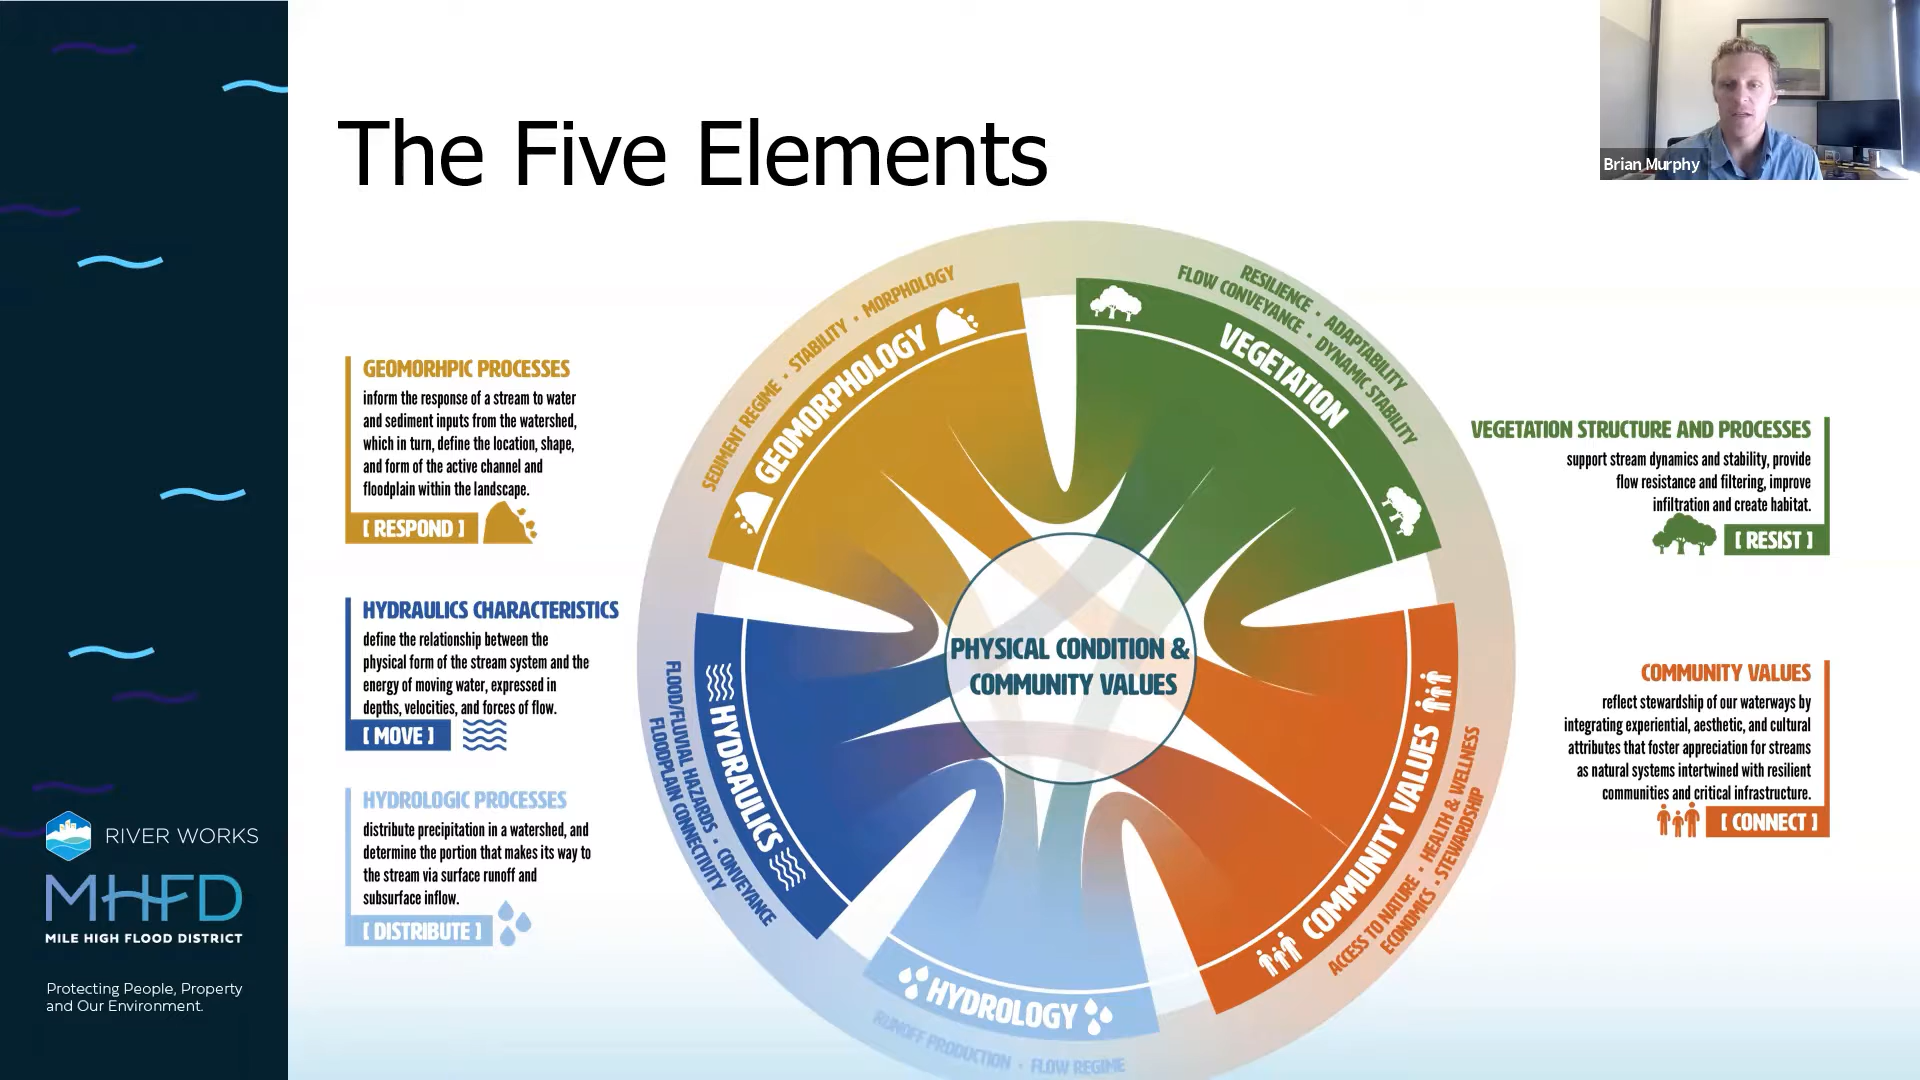 The Five Elements
Brian Murphy
GEOMORHPIC PROCESSES
inform the response of a stream to water
and sediment inputs from the watershed,
which in turn, define the location, shape,
and form of the active channel and
floodplain within the landscape.
[ RESPOND ]
HYDRAULICS CHARACTERISTICS
define the relationship between the
physical form of the stream system and the
energy of moving water, expressed in
depths, velocities, and forces of flow.
[ MOVE ]
HYDROLOGIC PROCESSES
distribute precipitation in a watershed, and
determine the portion that makes its way to
the stream via surface runoff and
subsurface inflow.
[ DISTRIBUTE ]
SEDIMENT REGIME • STABILITY • MORPHOLOGY
GEOMORPHOLOGY
RESILIENCE • ADAPTABILITY
FLOW CONVEYANCE • DYNAMIC STABILITY
VEGETATION
PHYSICAL CONDITION &
COMMUNITY VALUES
HYDRAULICS
FLOOD/FLUVIAL HAZARDS • CONVEYANCE
FLOODPLAIN CONNECTIVITY
COMMUNITY VALUES
ACCESS TO NATURE • HEALTH & WELLNESS
ECONOMICS • STEWARDSHIP
HYDROLOGY
RUNOFF PRODUCTION • FLOW REGIME
VEGETATION STRUCTURE AND PROCESSES
support stream dynamics and stability, provide
flow resistance and filtering, improve
infiltration and create habitat.
[ RESIST ]
COMMUNITY VALUES
reflect stewardship of our waterways by
integrating experiential, aesthetic, and cultural
attributes that foster appreciation for streams
as natural systems intertwined with resilient
communities and critical infrastructure.
[ CONNECT ]
RIVER WORKS
MHFD
MILE HIGH FLOOD DISTRICT
Protecting People, Property
and Our Environment.